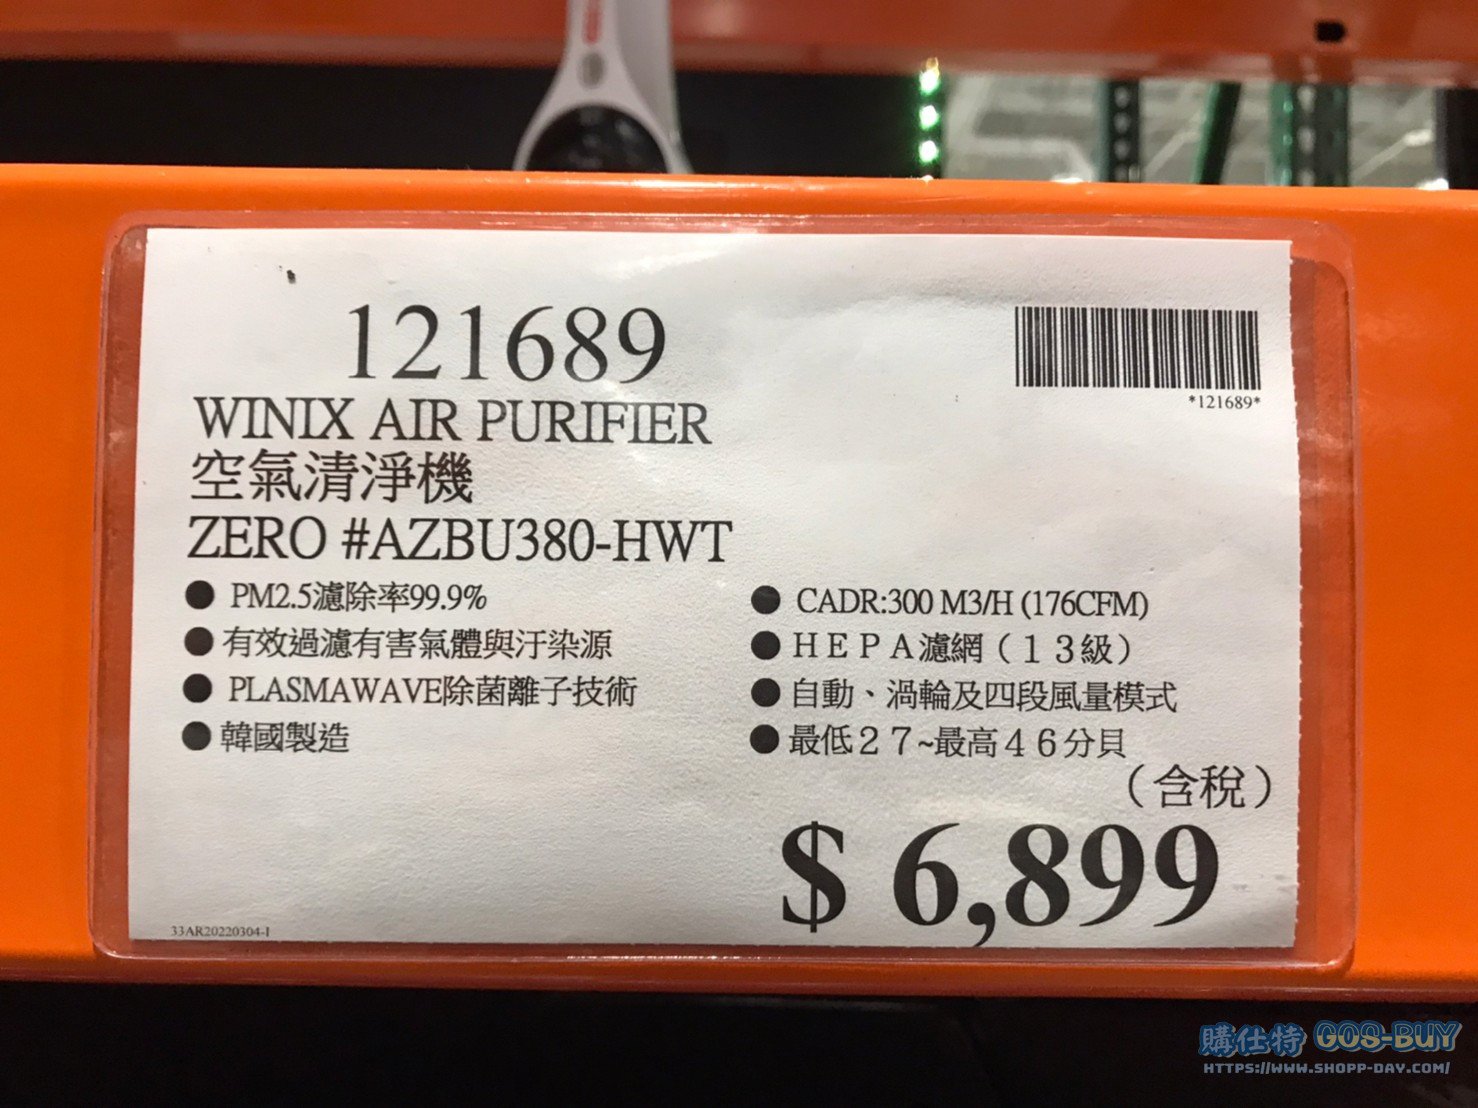 121689
*121689*
WINIX AIR PURIFIER
空氣清淨機
ZERO #AZBU380-HWT
● PM2.5濾除率99.9%
● 有效過濾有害氣體與汙染源
● PLASMAWAVE除菌離子技術
● 韓國製造
● CADR:300 M3/H (176CFM)
● ＨＥＰＡ濾網（１３級）
● 自動、渦輪及四段風量模式
● 最低２７~最高４６分貝
（含稅）
$ 6,899
33AR20220304-1
購仕特 GOS-BUY
HTTPS://WWW.SHOPP-DAY.COM/